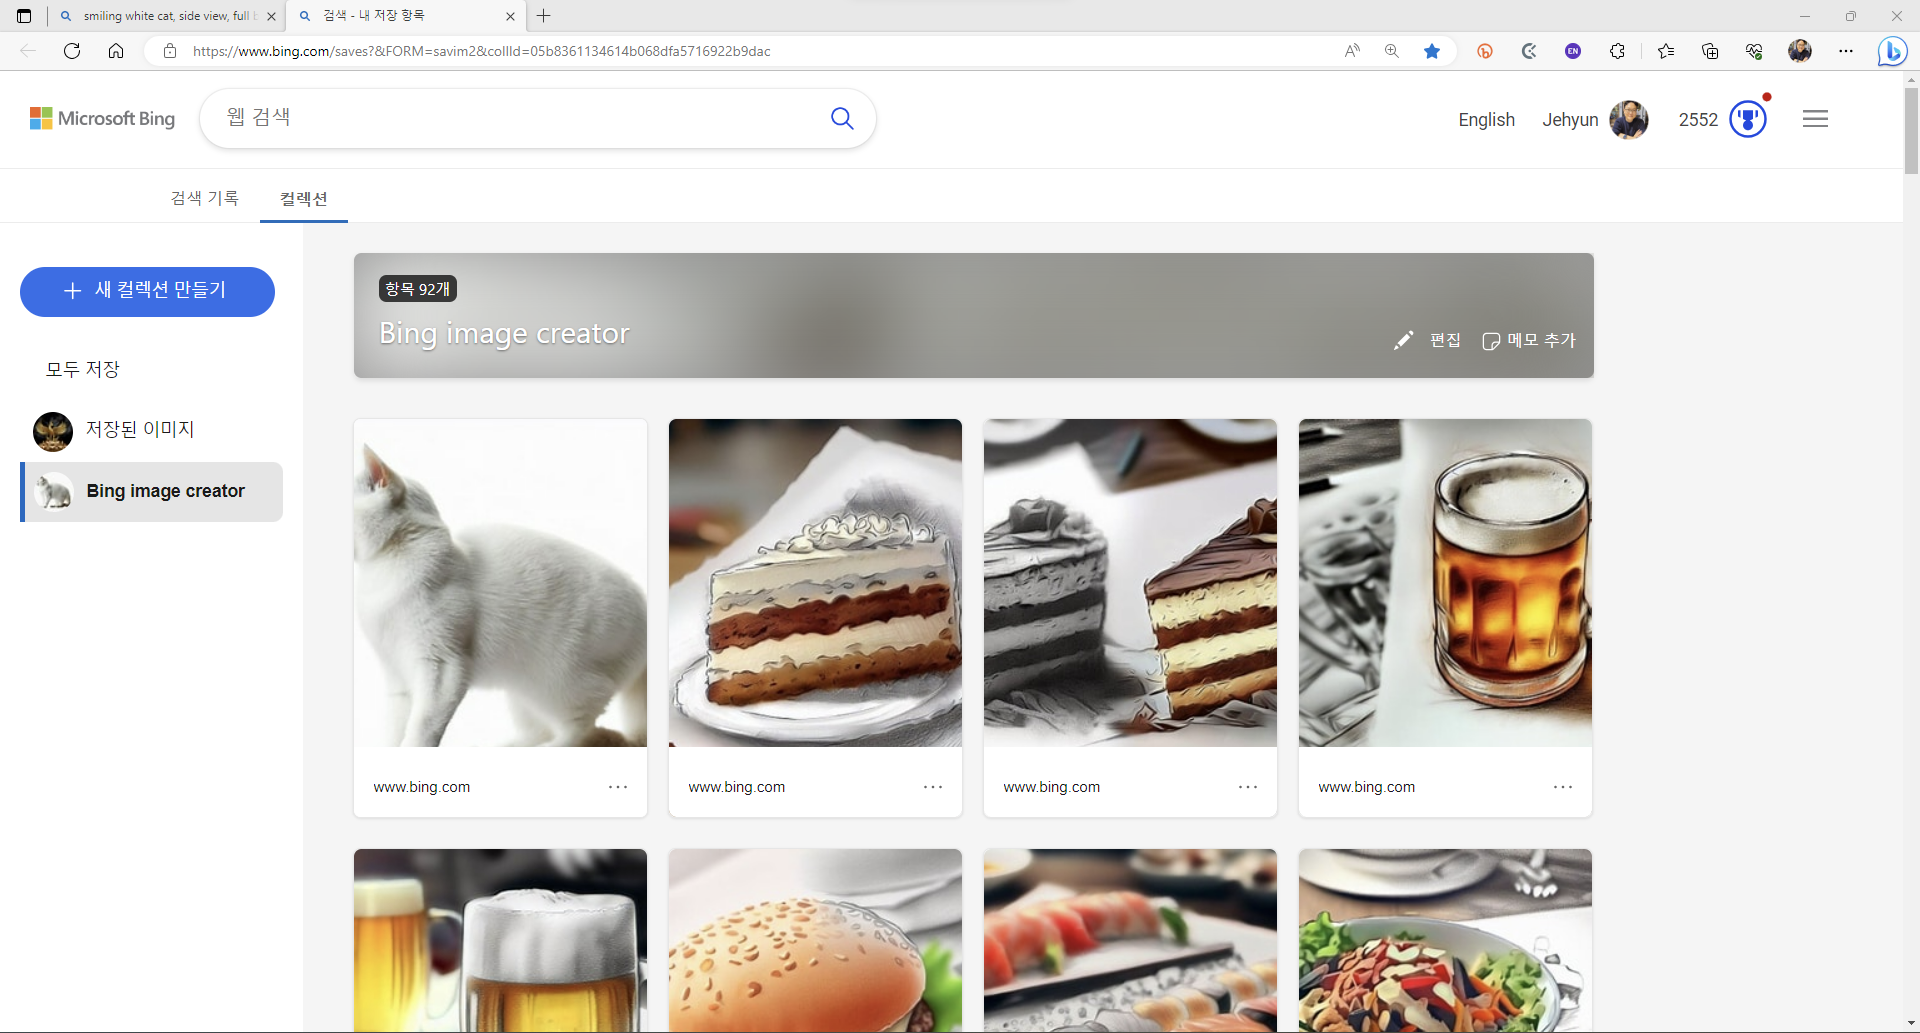 smiling white cat, side view, full b
검색 - 내 저장 항목
https://www.bing.com/saves?&FORM=savim2&collId=05b8361134614b068dfa5716922b9dac
EN
Microsoft Bing
웹 검색
English
Jehyun
2552
검색 기록
컬렉션
새 컬렉션 만들기
모두 저장
저장된 이미지
Bing image creator
항목 92개
Bing image creator
편집
메모 추가
www.bing.com
www.bing.com
www.bing.com
www.bing.com